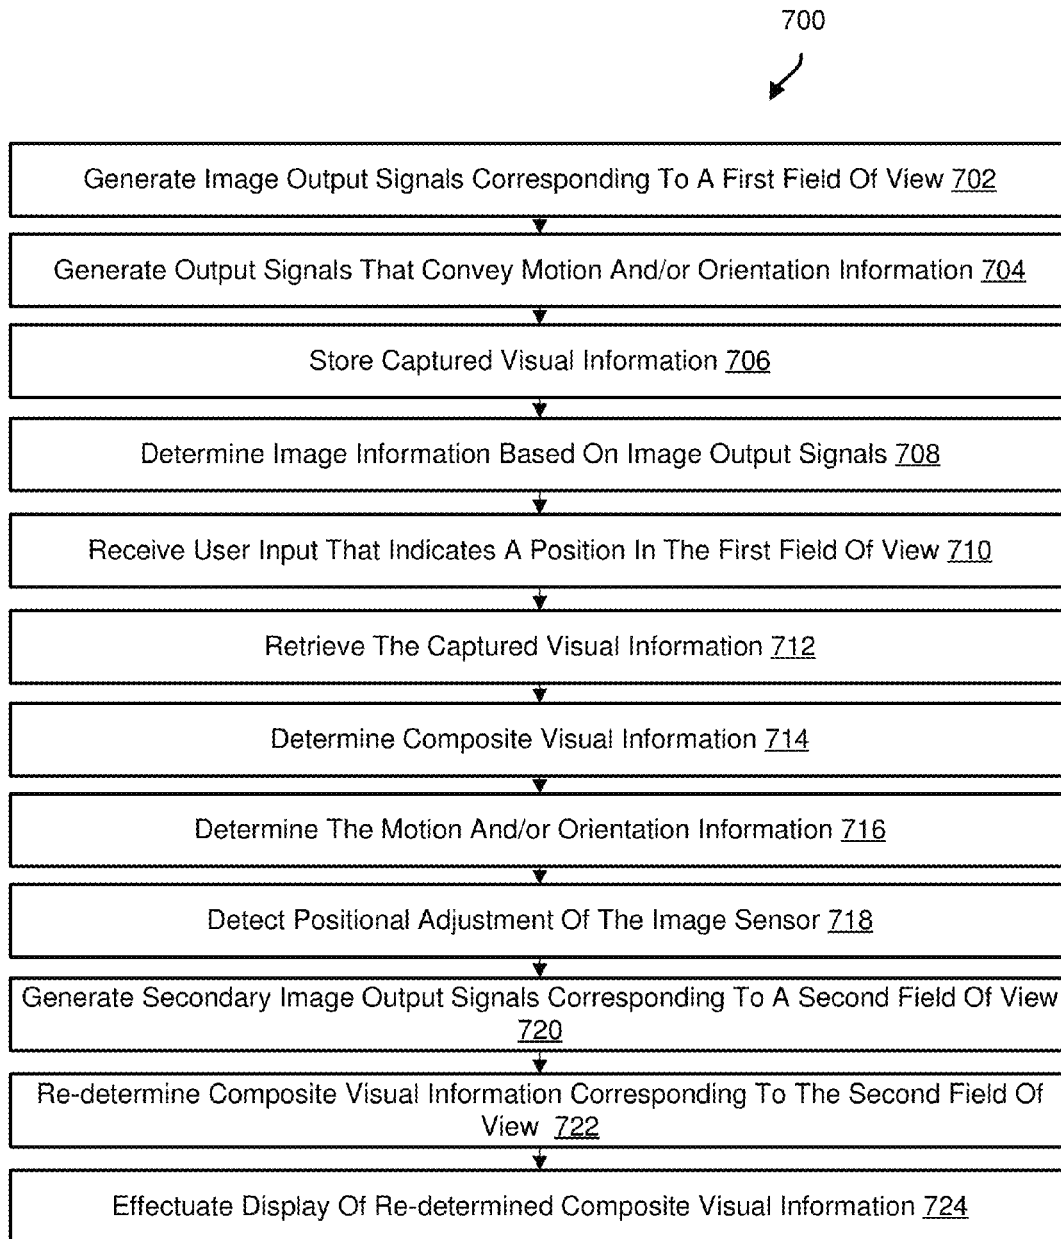 700
Generate Image Output Signals Corresponding To A First Field Of View 702
Generate Output Signals That Convey Motion And/or Orientation Information 704
Store Captured Visual Information 706
Determine Image Information Based On Image Output Signals 708
Receive User Input That Indicates A Position In The First Field Of View 710
Retrieve The Captured Visual Information 712
Determine Composite Visual Information 714
Determine The Motion And/or Orientation Information 716
Detect Positional Adjustment Of The Image Sensor 718
Generate Secondary Image Output Signals Corresponding To A Second Field Of View
720
Re-determine Composite Visual Information Corresponding To The Second Field Of
View 722
Effectuate Display Of Re-determined Composite Visual Information 724